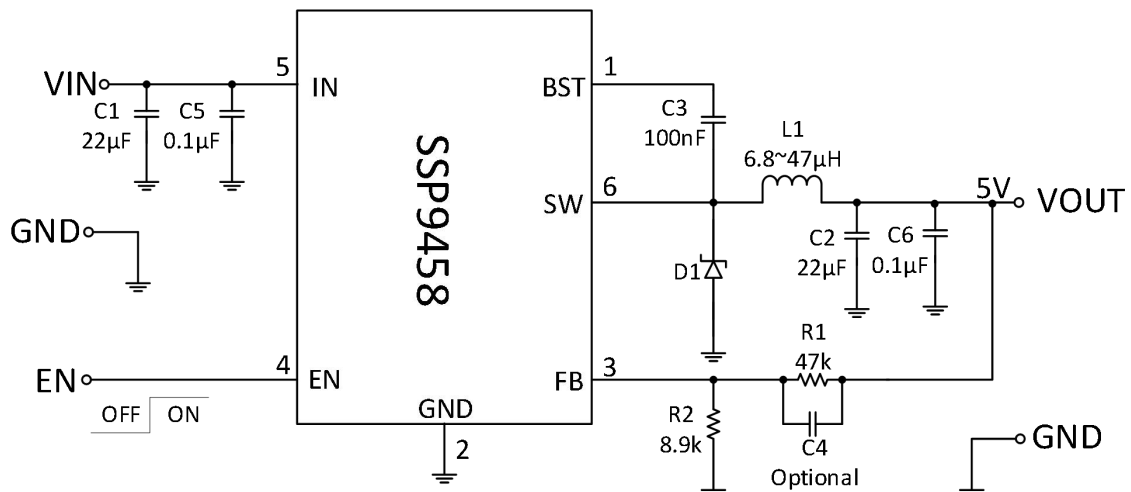 VIN
5
IN
C1
22μF
C5
0.1μF
GND
EN
OFF
ON
4
EN
SSP9458
GND
2
BST
1
SW
6
FB
3
C3
100nF
L1
6.8~47μH
D1
5V
VOUT
C2
22μF
C6
0.1μF
R1
47k
R2
8.9k
C4
Optional
GND